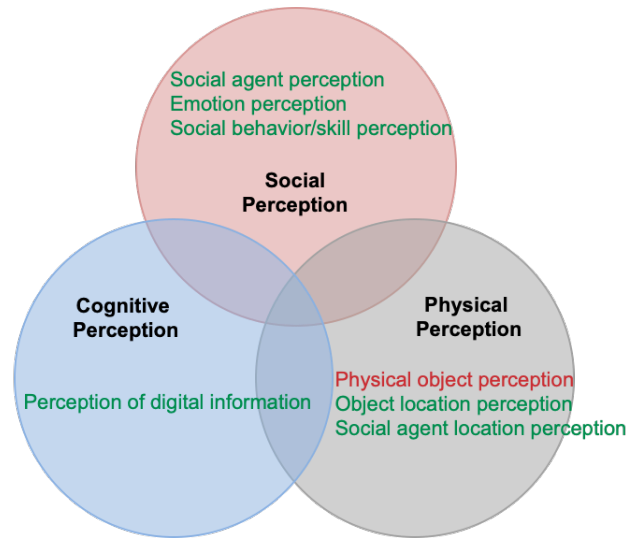 Social agent perception
Emotion perception
Social behavior/skill perception
Social
Perception
Cognitive
Perception
Physical
Perception
Perception of digital information
Physical object perception
Object location perception
Social agent location perception